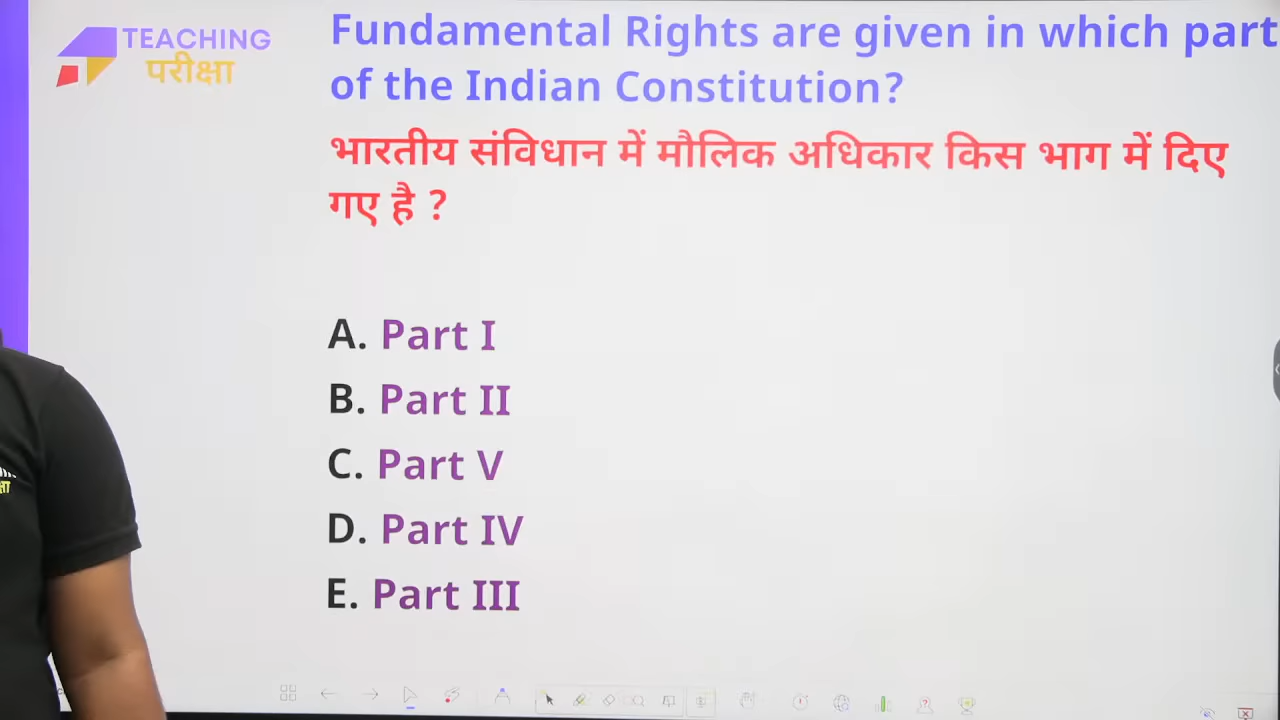 TEACHING
परीक्षा
Fundamental Rights are given in which part
of the Indian Constitution?
भारतीय संविधान में मौलिक अधिकार किस भाग में दिए
गए है ?
A. Part I
B. Part II
C. Part V
D. Part IV
E. Part III